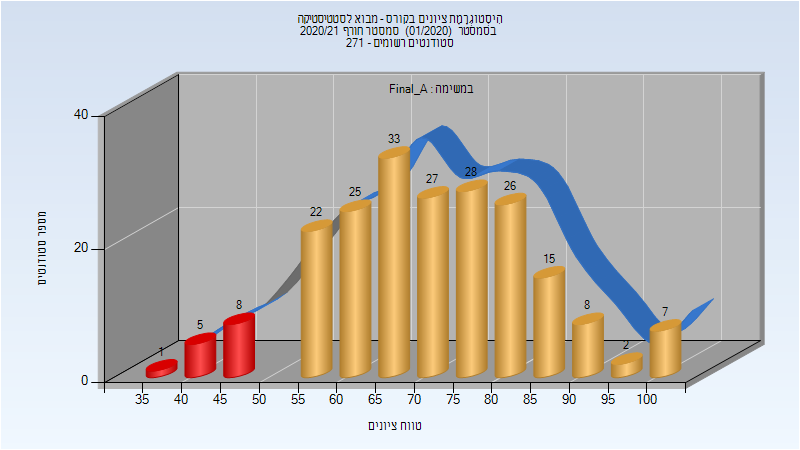 היסטוגרמת ציונים בקורס - מבוא לסטטיסטיקה
בסמסטר (01/2020) סמסטר חורף 2020/21
סטודנטים רשומים - 271
במשימה : Final_A
מספר סטודנטים
40
20
0
1
5
8
22
25
33
27
28
26
15
8
2
7
35 40 45 50 55 60 65 70 75 80 85 90 95 100
טווח ציונים